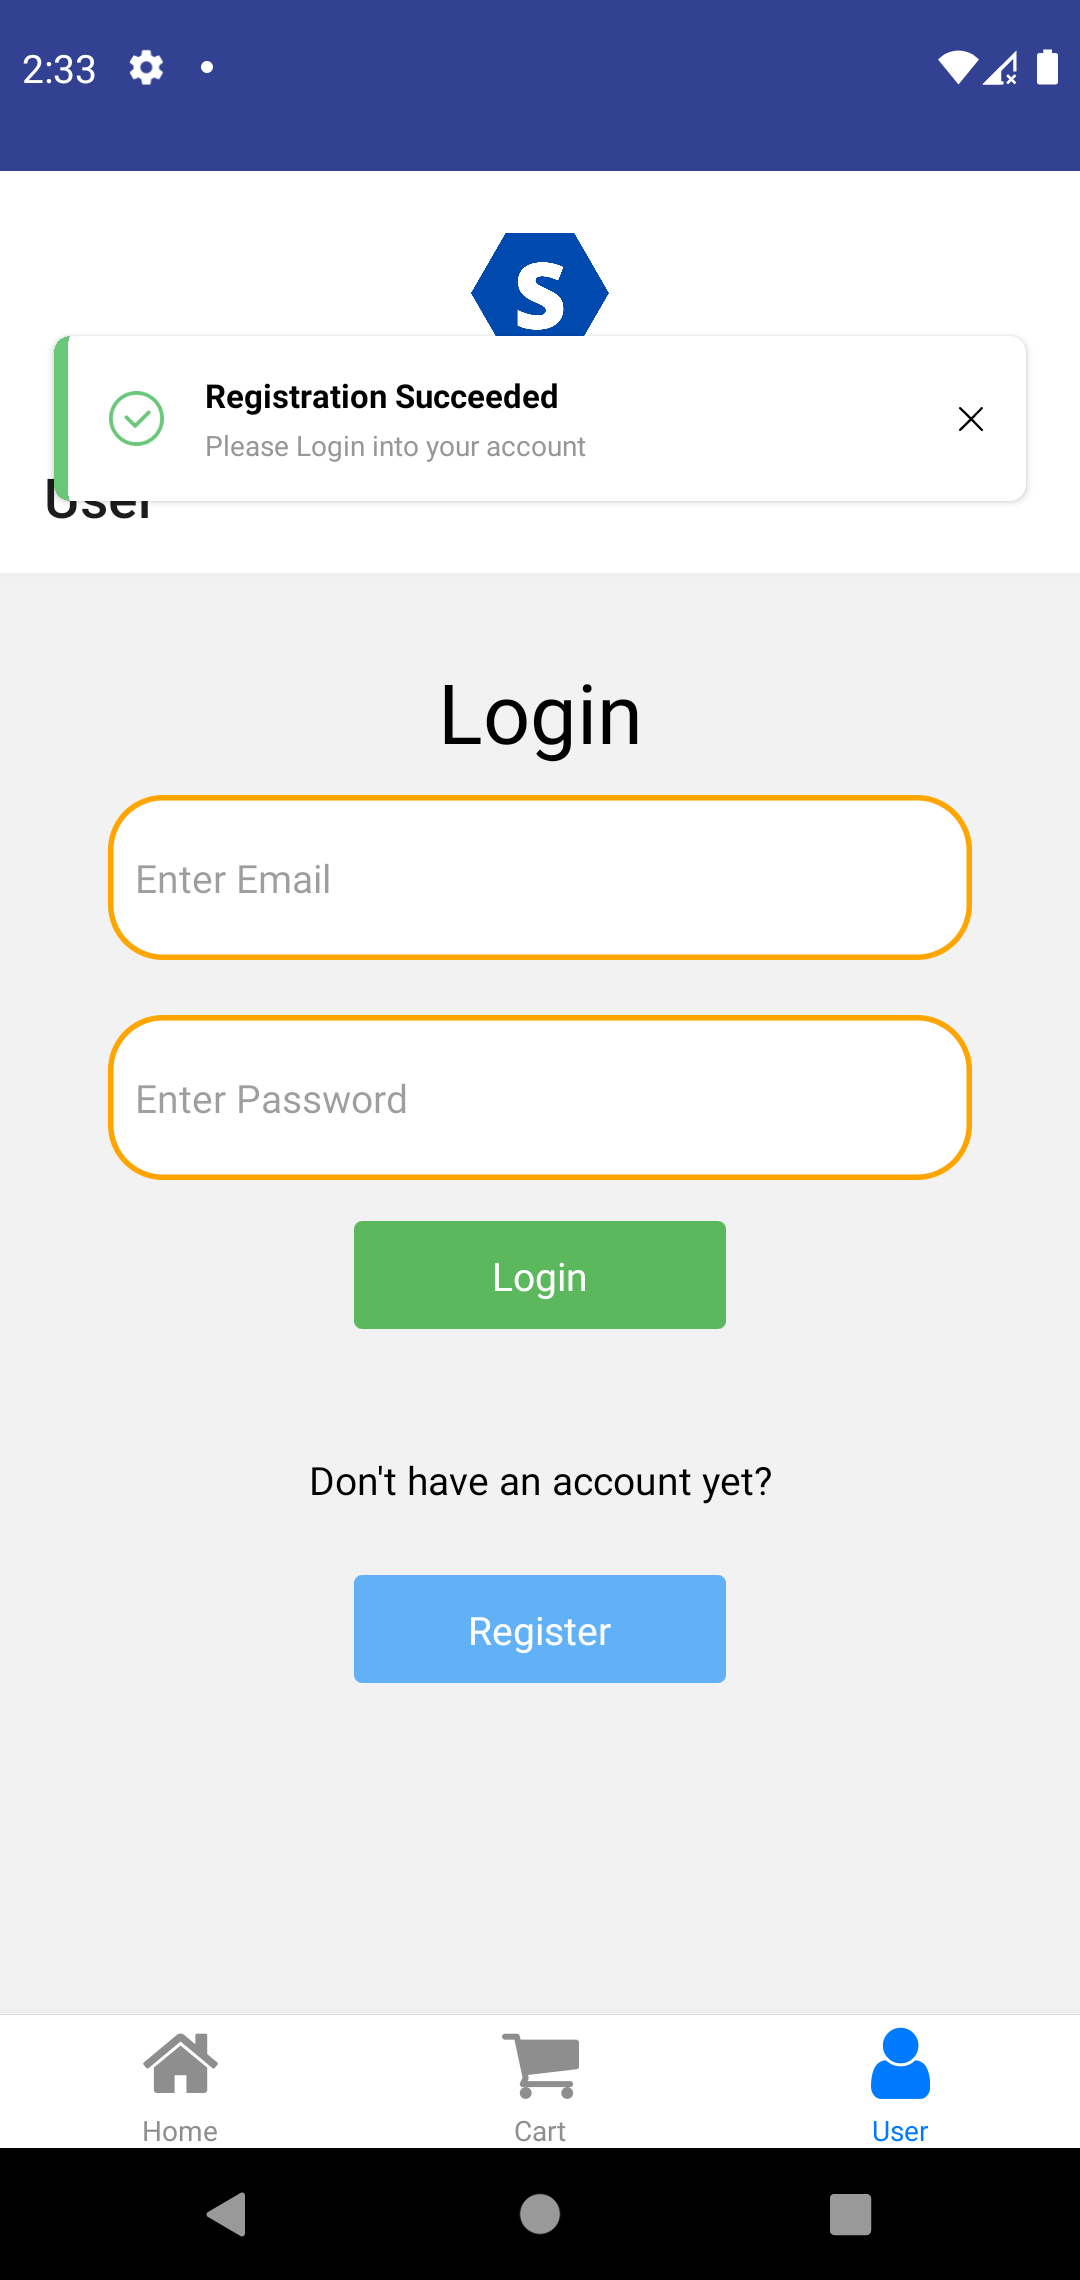 2:33
S
Registration Succeeded
Please Login into your account
User
Login
Enter Email
Enter Password
Login
Don't have an account yet?
Register
Home
Cart
User